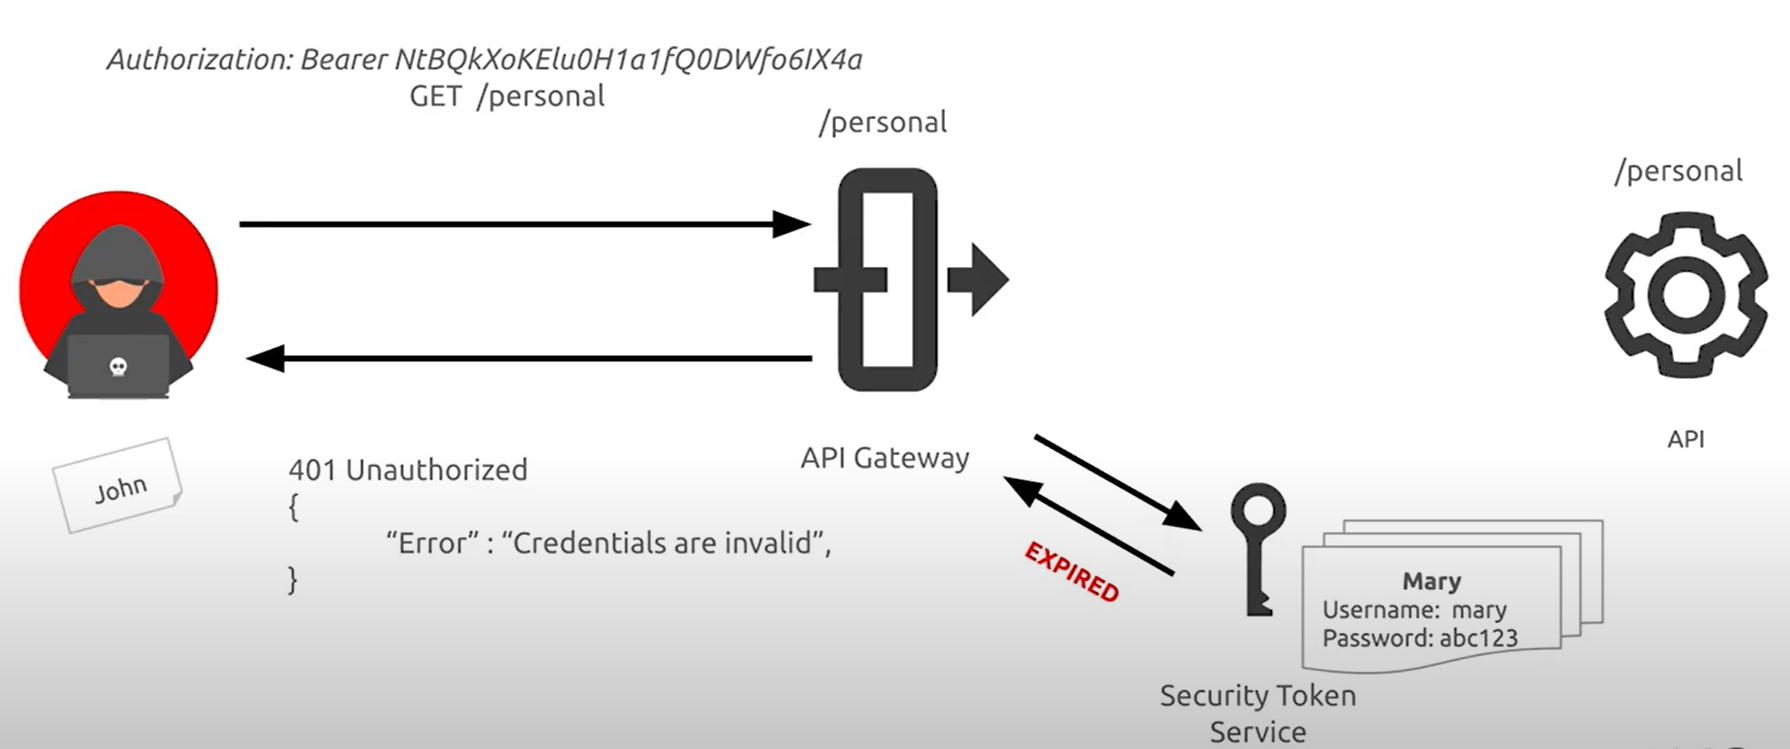 Authorization: Bearer NtBQkXoKElu0H1a1fQ0DWfo6IX4a
GET /personal
/personal
/personal
John
401 Unauthorized
{
"Error" : "Credentials are invalid",
}
API Gateway
API
EXPIRED
Mary
Username: mary
Password: abc123
Security Token
Service